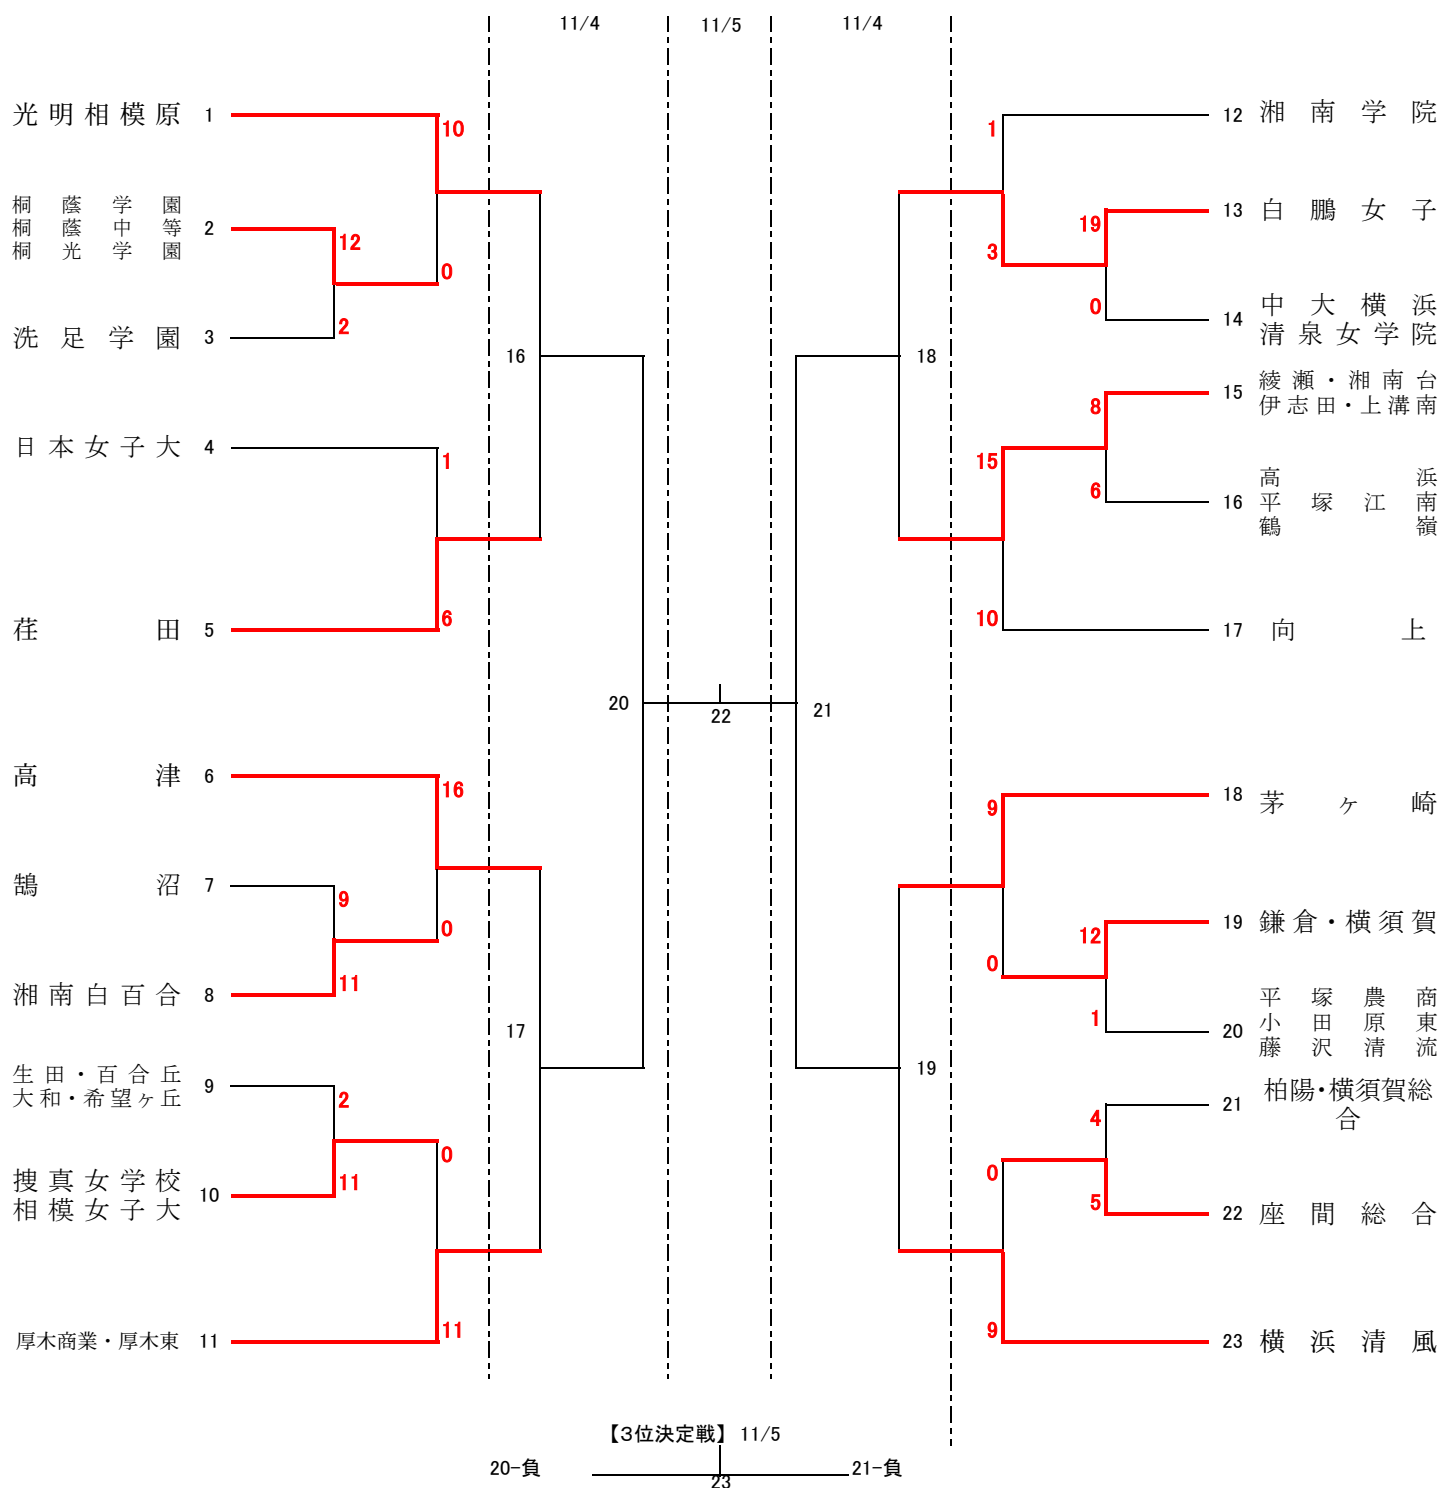 11/4 11/5 11/4
光明相模原 1
10
桐蔭学園
桐蔭中等 2
桐光学園
12
0
洗足学園 3
2
16
日本女子大 4
1
荏田 5
6
20
高津 6
16
鵠沼 7
9
0
湘南白百合 8
11
17
生田・百合丘
大和・希望ヶ丘 9
2
0
捜真女学校
相模女子大 10
11
厚木商業・厚木東 11
11
22
1
12 湘南学院
19
13 白鵬女子
3
0
14 中大横浜
清泉女学院
18
8
15 綾瀬・湘南台
伊志田・上溝南
15
6
高浜
16 平塚江南
鶴嶺
10
17 向上
21
9
18 茅ヶ崎
12
19 鎌倉・横須賀
0
1
平塚農商
20 小田原東
藤沢清流
19
4
21 柏陽・横須賀総
合
0
5
22 座間総合
9
23 横浜清風
【3位決定戦】 11/5
20-負 21-負
23